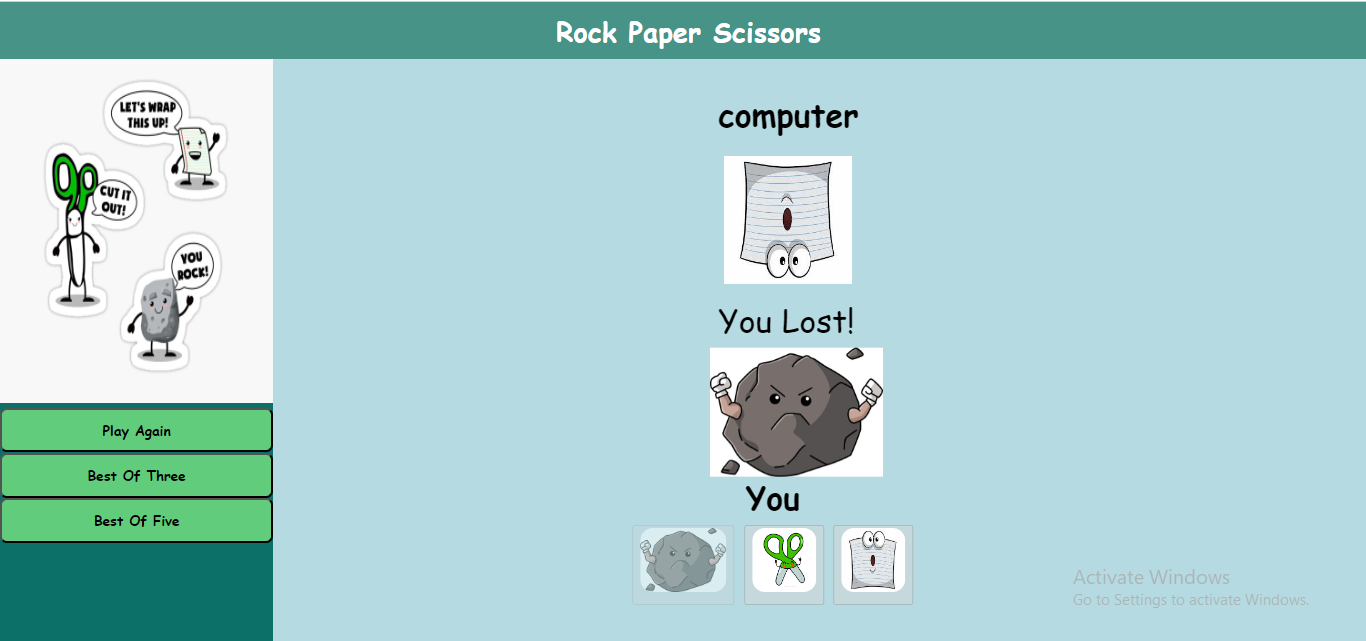 Rock Paper Scissors
LET'S WRAP
THIS UP!
CUT IT
OUT!
YOU
ROCK!
Play Again
Best Of Three
Best Of Five
computer
You Lost!
You
Activate Windows
Go to Settings to activate Windows.